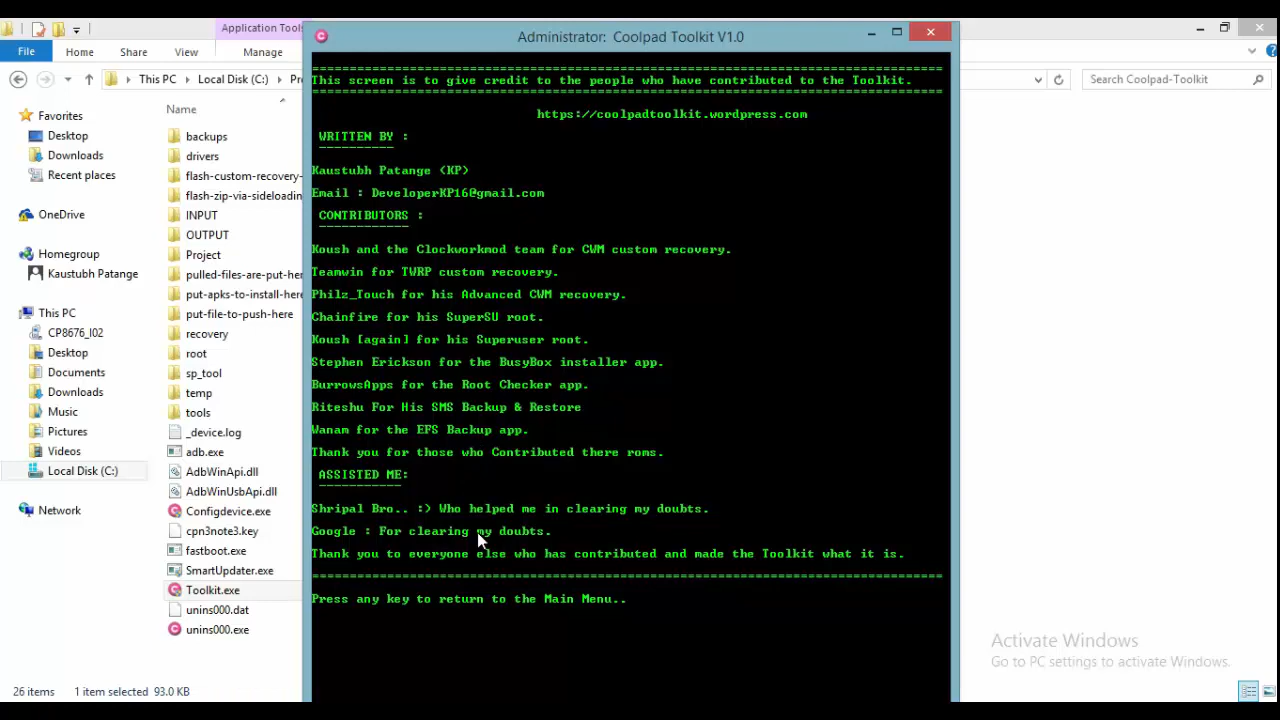 Application Tools
Administrator: Coolpad Toolkit V1.0
File
Home
Share
View
Manage
This PC
Local Disk (C:)
Search Coolpad-Toolkit
Name
Favorites
Desktop
Downloads
Recent places
OneDrive
Homegroup
Kaustubh Patange
This PC
CP8676_I02
Desktop
Documents
Downloads
Music
Pictures
Videos
Local Disk (C:)
Network
backups
drivers
flash-custom-recovery-
flash-zip-via-sideloadin
INPUT
OUTPUT
Project
pulled-files-are-put-her
put-apks-to-install-here
put-file-to-push-here
recovery
root
sp_tool
temp
tools
_device.log
adb.exe
AdbWinApi.dll
AdbWinUsbApi.dll
Configdevice.exe
cpn3note3.key
fastboot.exe
SmartUpdater.exe
Toolkit.exe
unins000.dat
unins000.exe
This screen is to give credit to the people who have contributed to the Toolkit.
https://coolpadtoolkit.wordpress.com
WRITTEN BY :
Kaustubh Patange (KP)
Email : DeveloperKP16@gmail.com
CONTRIBUTORS :
Koush and the Clockworkmod team for CWM custom recovery.
Teamwin for TWRP custom recovery.
Philz_Touch for his Advanced CWM recovery.
Chainfire for his SuperSU root.
Koush [again] for his Superuser root.
Stephen Erickson for the BusyBox installer app.
BurrowsApps for the Root Checker app.
Riteshu For His SMS Backup & Restore
Wanam for the EFS Backup app.
Thank you for those who Contributed there roms.
ASSISTED ME:
Shripal Bro.. :) Who helped me in clearing my doubts.
Google : For clearing my doubts.
Thank you to everyone else who has contributed and made the Toolkit what it is.
Press any key to return to the Main Menu..
Activate Windows
Go to PC settings to activate Windows.
26 items
1 item selected 93.0 KB